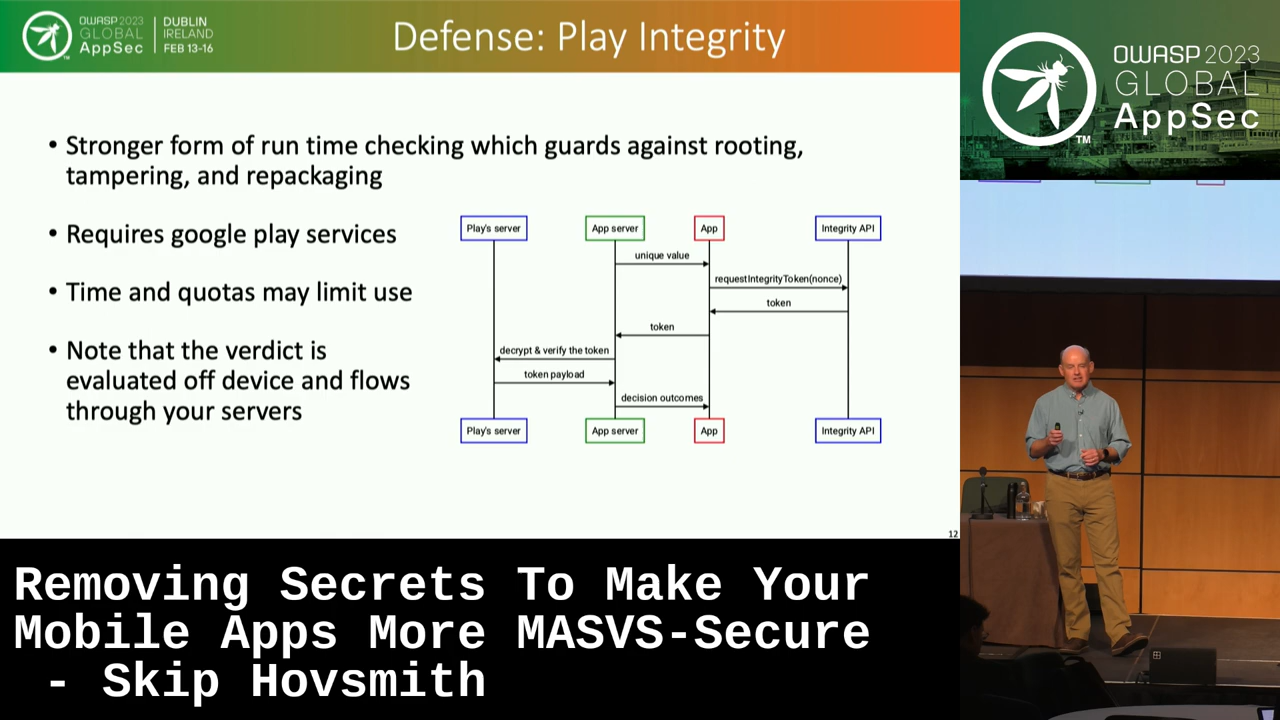 OWASP 2023
GLOBAL
AppSec
DUBLIN
IRELAND
FEB 13-16
TM
Defense: Play Integrity
• Stronger form of run time checking which guards against rooting,
tampering, and repackaging
• Requires google play services
• Time and quotas may limit use
• Note that the verdict is
evaluated off device and flows
through your servers
Play's server
App server
App
Integrity API
unique value
requestIntegrityToken(nonce)
token
token
decrypt & verify the token
token payload
decision outcomes
Play's server
App server
App
Integrity API
12
OWASP 2023
GLOBAL
AppSec
TM
Removing Secrets To Make Your
Mobile Apps More MASVS-Secure
- Skip Hovsmith